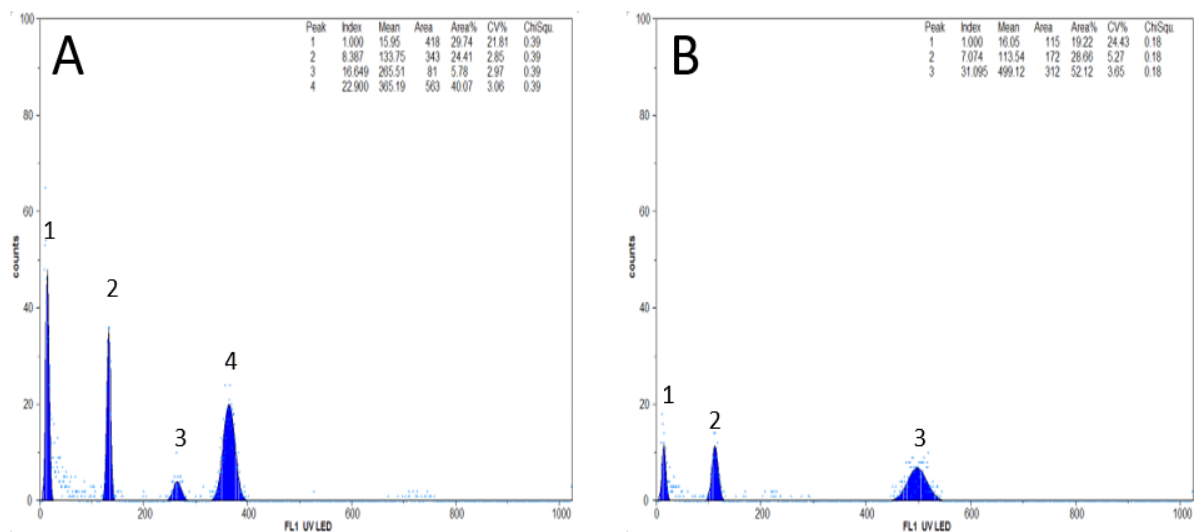 A
Peak Index Mean Area Area% CV% ChiSqu.
1 1.000 15.95 418 29.74 21.81 0.39
2 8.387 133.75 343 24.41 2.85 0.39
3 16.649 265.51 81 5.78 2.97 0.39
4 22.900 365.19 563 40.07 3.06 0.39
100
80
60
40
20
0
counts
1
2
3
4
0 200 400 600 800 1000
FL1 UV LED
B
Peak Index Mean Area Area% CV% ChiSqu.
1 1.000 16.05 115 19.22 24.43 0.18
2 7.074 113.54 172 28.66 5.27 0.18
3 31.095 499.12 312 52.12 3.65 0.18
100
80
60
40
20
0
counts
1
2
3
0 200 400 600 800 1000
FL1 UV LED